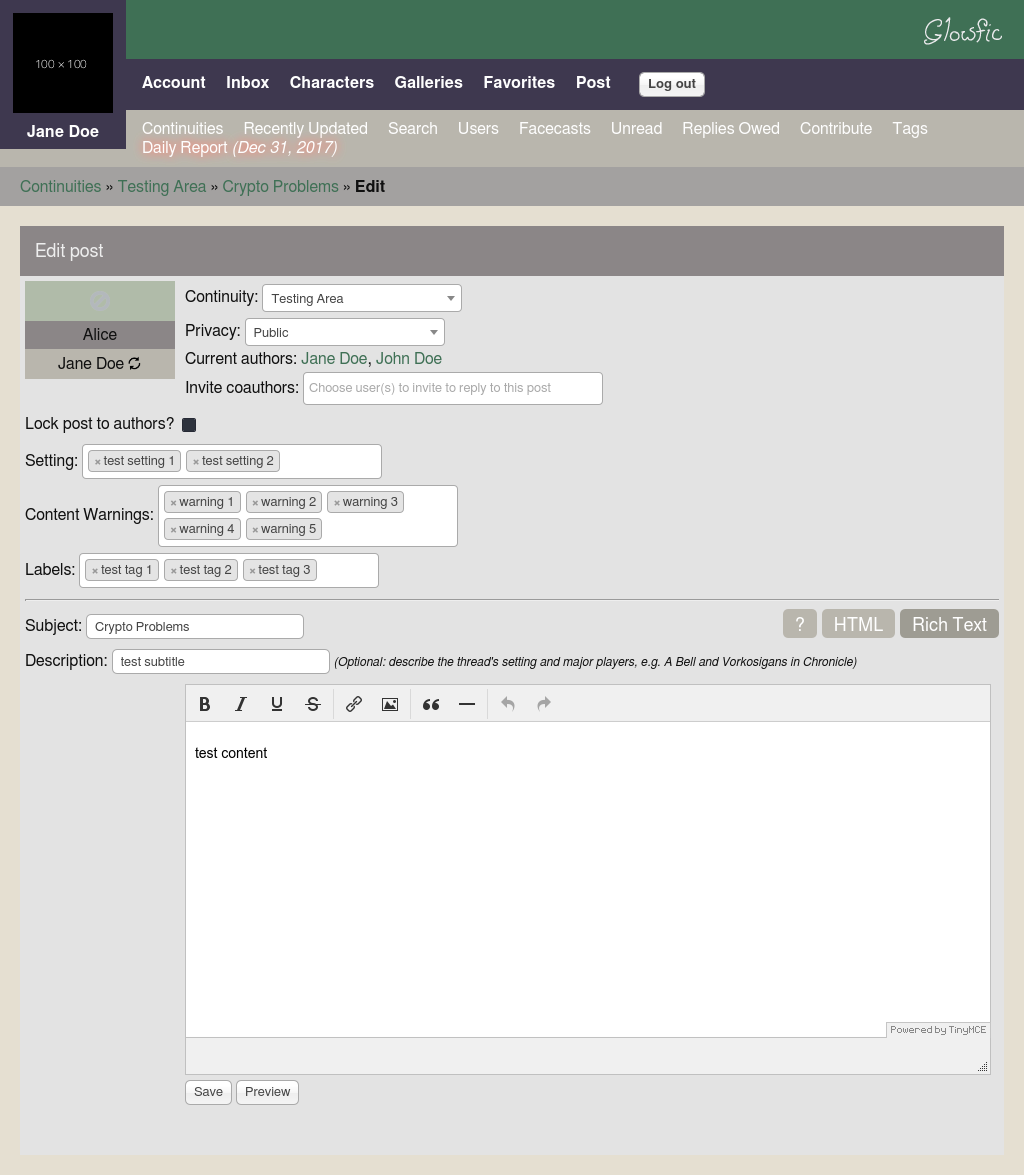 100 × 100
Glowfic
Account Inbox Characters Galleries Favorites Post Log out
Jane Doe
Continuities Recently Updated Search Users Facecasts Unread Replies Owed Contribute Tags
Daily Report (Dec 31, 2017)
Continuities » Testing Area » Crypto Problems » Edit
Edit post
Alice
Jane Doe
Continuity: Testing Area
Privacy: Public
Current authors: Jane Doe, John Doe
Invite coauthors: Choose user(s) to invite to reply to this post
Lock post to authors?
Setting: × test setting 1 × test setting 2
Content Warnings: × warning 1 × warning 2 × warning 3
× warning 4 × warning 5
Labels: × test tag 1 × test tag 2 × test tag 3
Subject: Crypto Problems ? HTML Rich Text
Description: test subtitle (Optional: describe the thread's setting and major players, e.g. A Bell and Vorkosigans in Chronicle)
B I U S
test content
Powered by TinyMCE
Save Preview